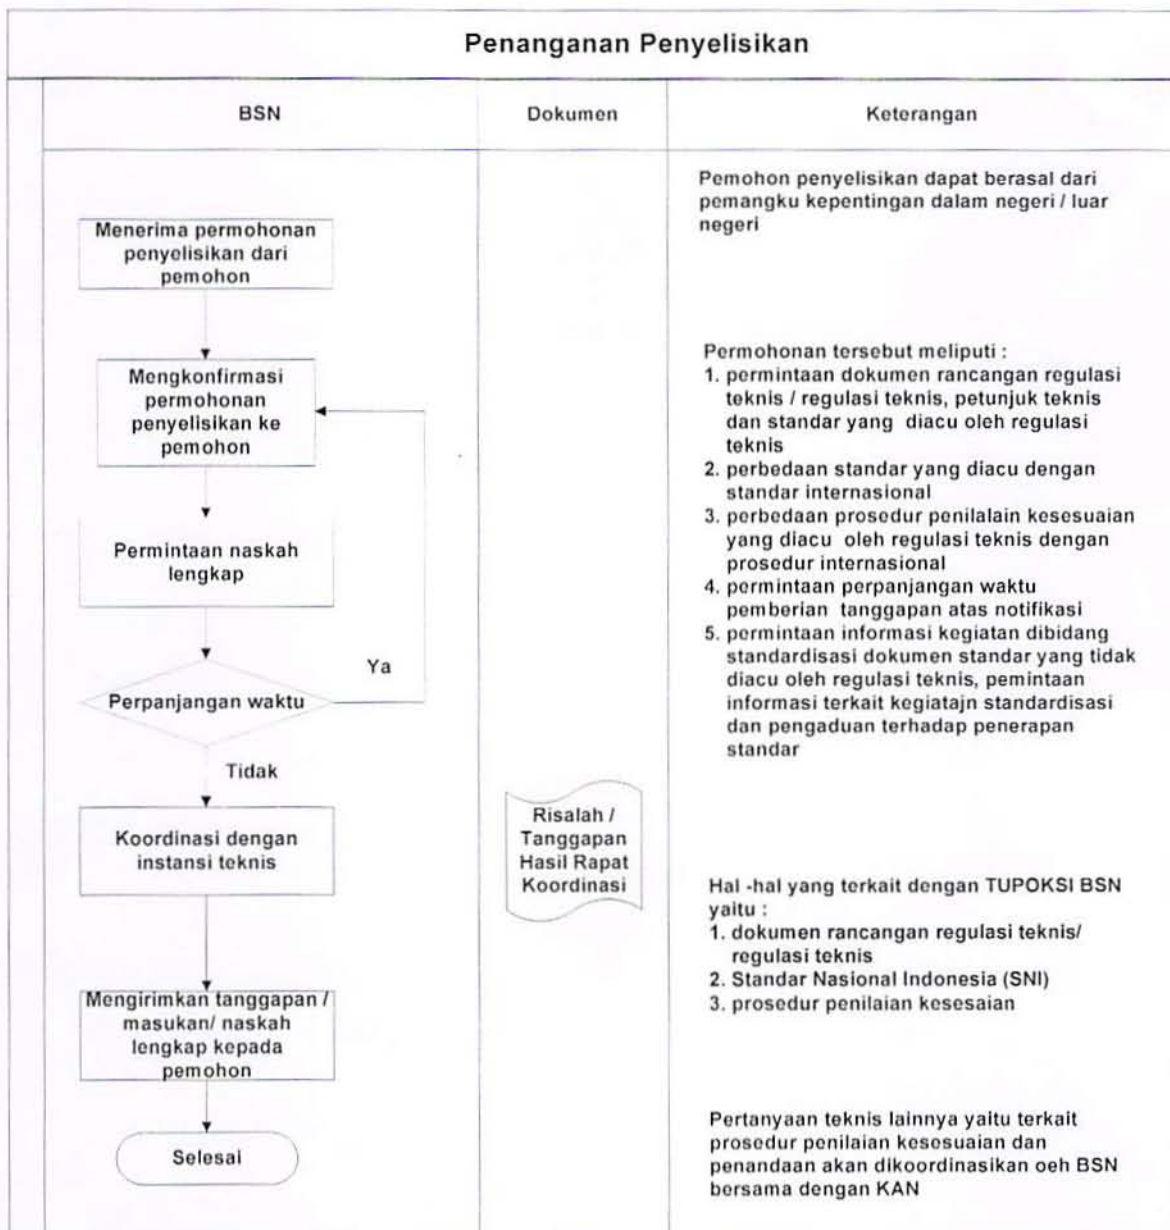 Penanganan Penyelisikan
BSN
Dokumen
Keterangan
Menerima permohonan
penyelisikan dari
pemohon
Mengkonfirmasi
permohonan
penyelisikan ke
pemohon
Permintaan naskah
lengkap
Perpanjangan waktu
Ya
Tidak
Koordinasi dengan
instansi teknis
Mengirimkan tanggapan /
masukan/ naskah
lengkap kepada
pemohon
Selesai
Risalah /
Tanggapan
Hasil Rapat
Koordinasi
Pemohon penyelisikan dapat berasal dari
pemangku kepentingan dalam negeri / luar
negeri
Permohonan tersebut meliputi :
1. permintaan dokumen rancangan regulasi
teknis / regulasi teknis, petunjuk teknis
dan standar yang diacu oleh regulasi
teknis
2. perbedaan standar yang diacu dengan
standar internasional
3. perbedaan prosedur penilalain kesesuaian
yang diacu oleh regulasi teknis dengan
prosedur internasional
4. permintaan perpanjangan waktu
pemberian tanggapan atas notifikasi
5. permintaan informasi kegiatan dibidang
standardisasi dokumen standar yang tidak
diacu oleh regulasi teknis, pemintaan
informasi terkait kegiatajn standardisasi
dan pengaduan terhadap penerapan
standar
Hal -hal yang terkait dengan TUPOKSI BSN
yaitu :
1. dokumen rancangan regulasi teknis/
regulasi teknis
2. Standar Nasional Indonesia (SNI)
3. prosedur penilaian kesesaian
Pertanyaan teknis lainnya yaitu terkait
prosedur penilaian kesesuaian dan
penandaan akan dikoordinasikan oeh BSN
bersama dengan KAN